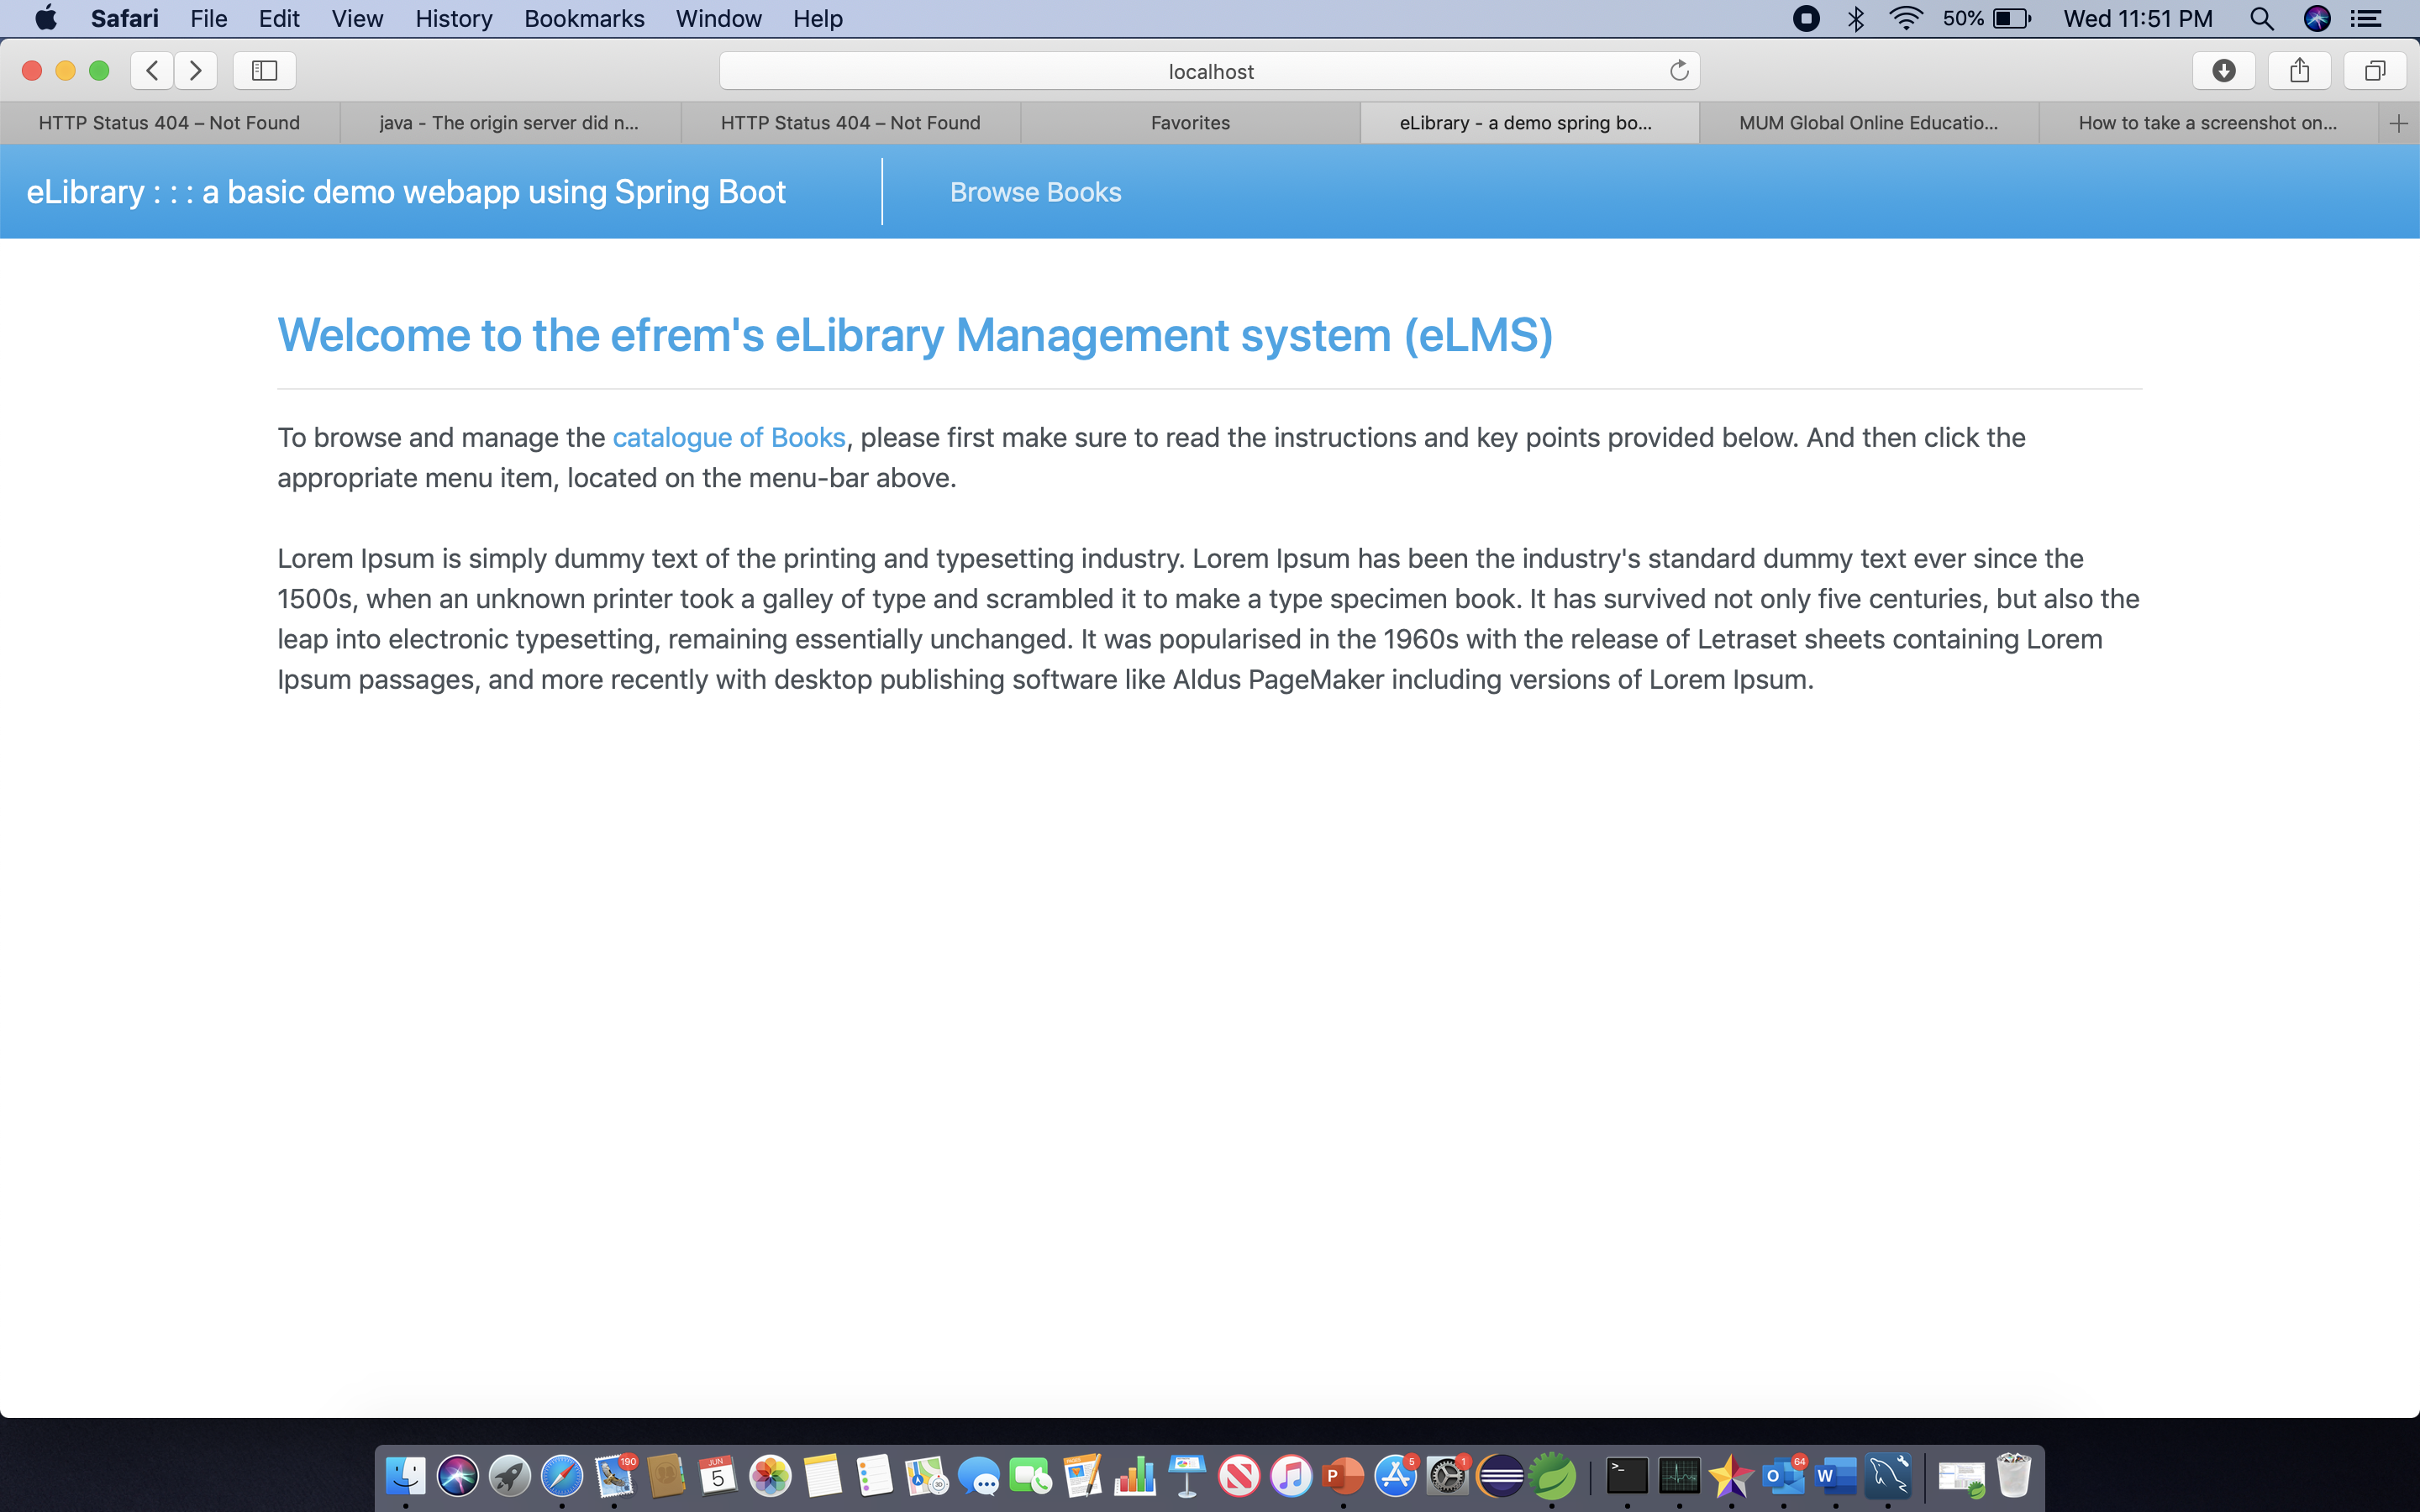 Safari File Edit View History Bookmarks Window Help 50% Wed 11:51 PM
localhost
HTTP Status 404 – Not Found java - The origin server did n... HTTP Status 404 – Not Found Favorites eLibrary - a demo spring bo... MUM Global Online Educatio... How to take a screenshot on...
eLibrary : : : a basic demo webapp using Spring Boot Browse Books
Welcome to the efrem's eLibrary Management system (eLMS)
To browse and manage the catalogue of Books, please first make sure to read the instructions and key points provided below. And then click the
appropriate menu item, located on the menu-bar above.
Lorem Ipsum is simply dummy text of the printing and typesetting industry. Lorem Ipsum has been the industry's standard dummy text ever since the
1500s, when an unknown printer took a galley of type and scrambled it to make a type specimen book. It has survived not only five centuries, but also the
leap into electronic typesetting, remaining essentially unchanged. It was popularised in the 1960s with the release of Letraset sheets containing Lorem
Ipsum passages, and more recently with desktop publishing software like Aldus PageMaker including versions of Lorem Ipsum.
190 JUN 5 P 5 1 >_ O 64 W